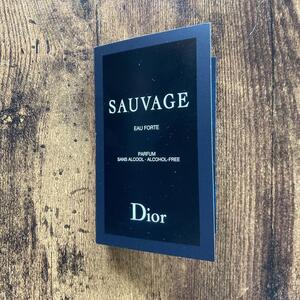 SAUVAGE
EAU FORTE
PARFUM
SANS ALCOOL - ALCOHOL-FREE
Dior